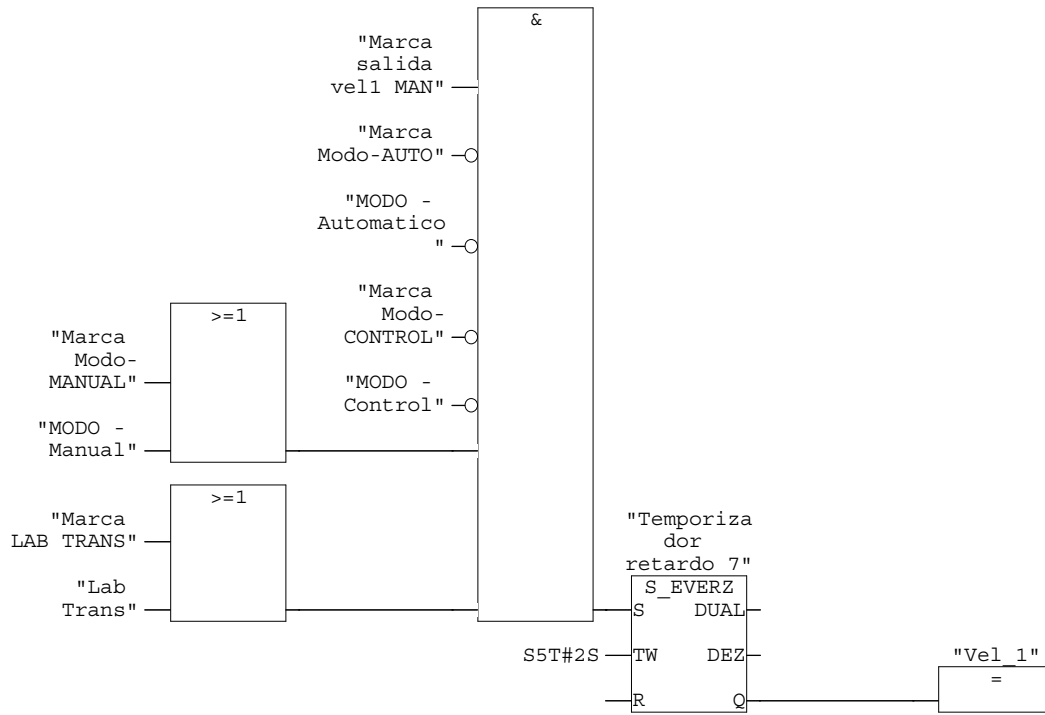 &
"Marca
salida
vel1 MAN"
"Marca
Modo-AUTO"
"MODO -
Automatico
"
"Marca
Modo-
CONTROL"
"MODO -
Control"
>=1
"Marca
Modo-
MANUAL"
"MODO -
Manual"
>=1
"Marca
LAB TRANS"
"Lab
Trans"
"Temporiza
dor
retardo 7"
S_EVERZ
S DUAL
S5T#2S TW DEZ
R Q
"Vel_1"
=